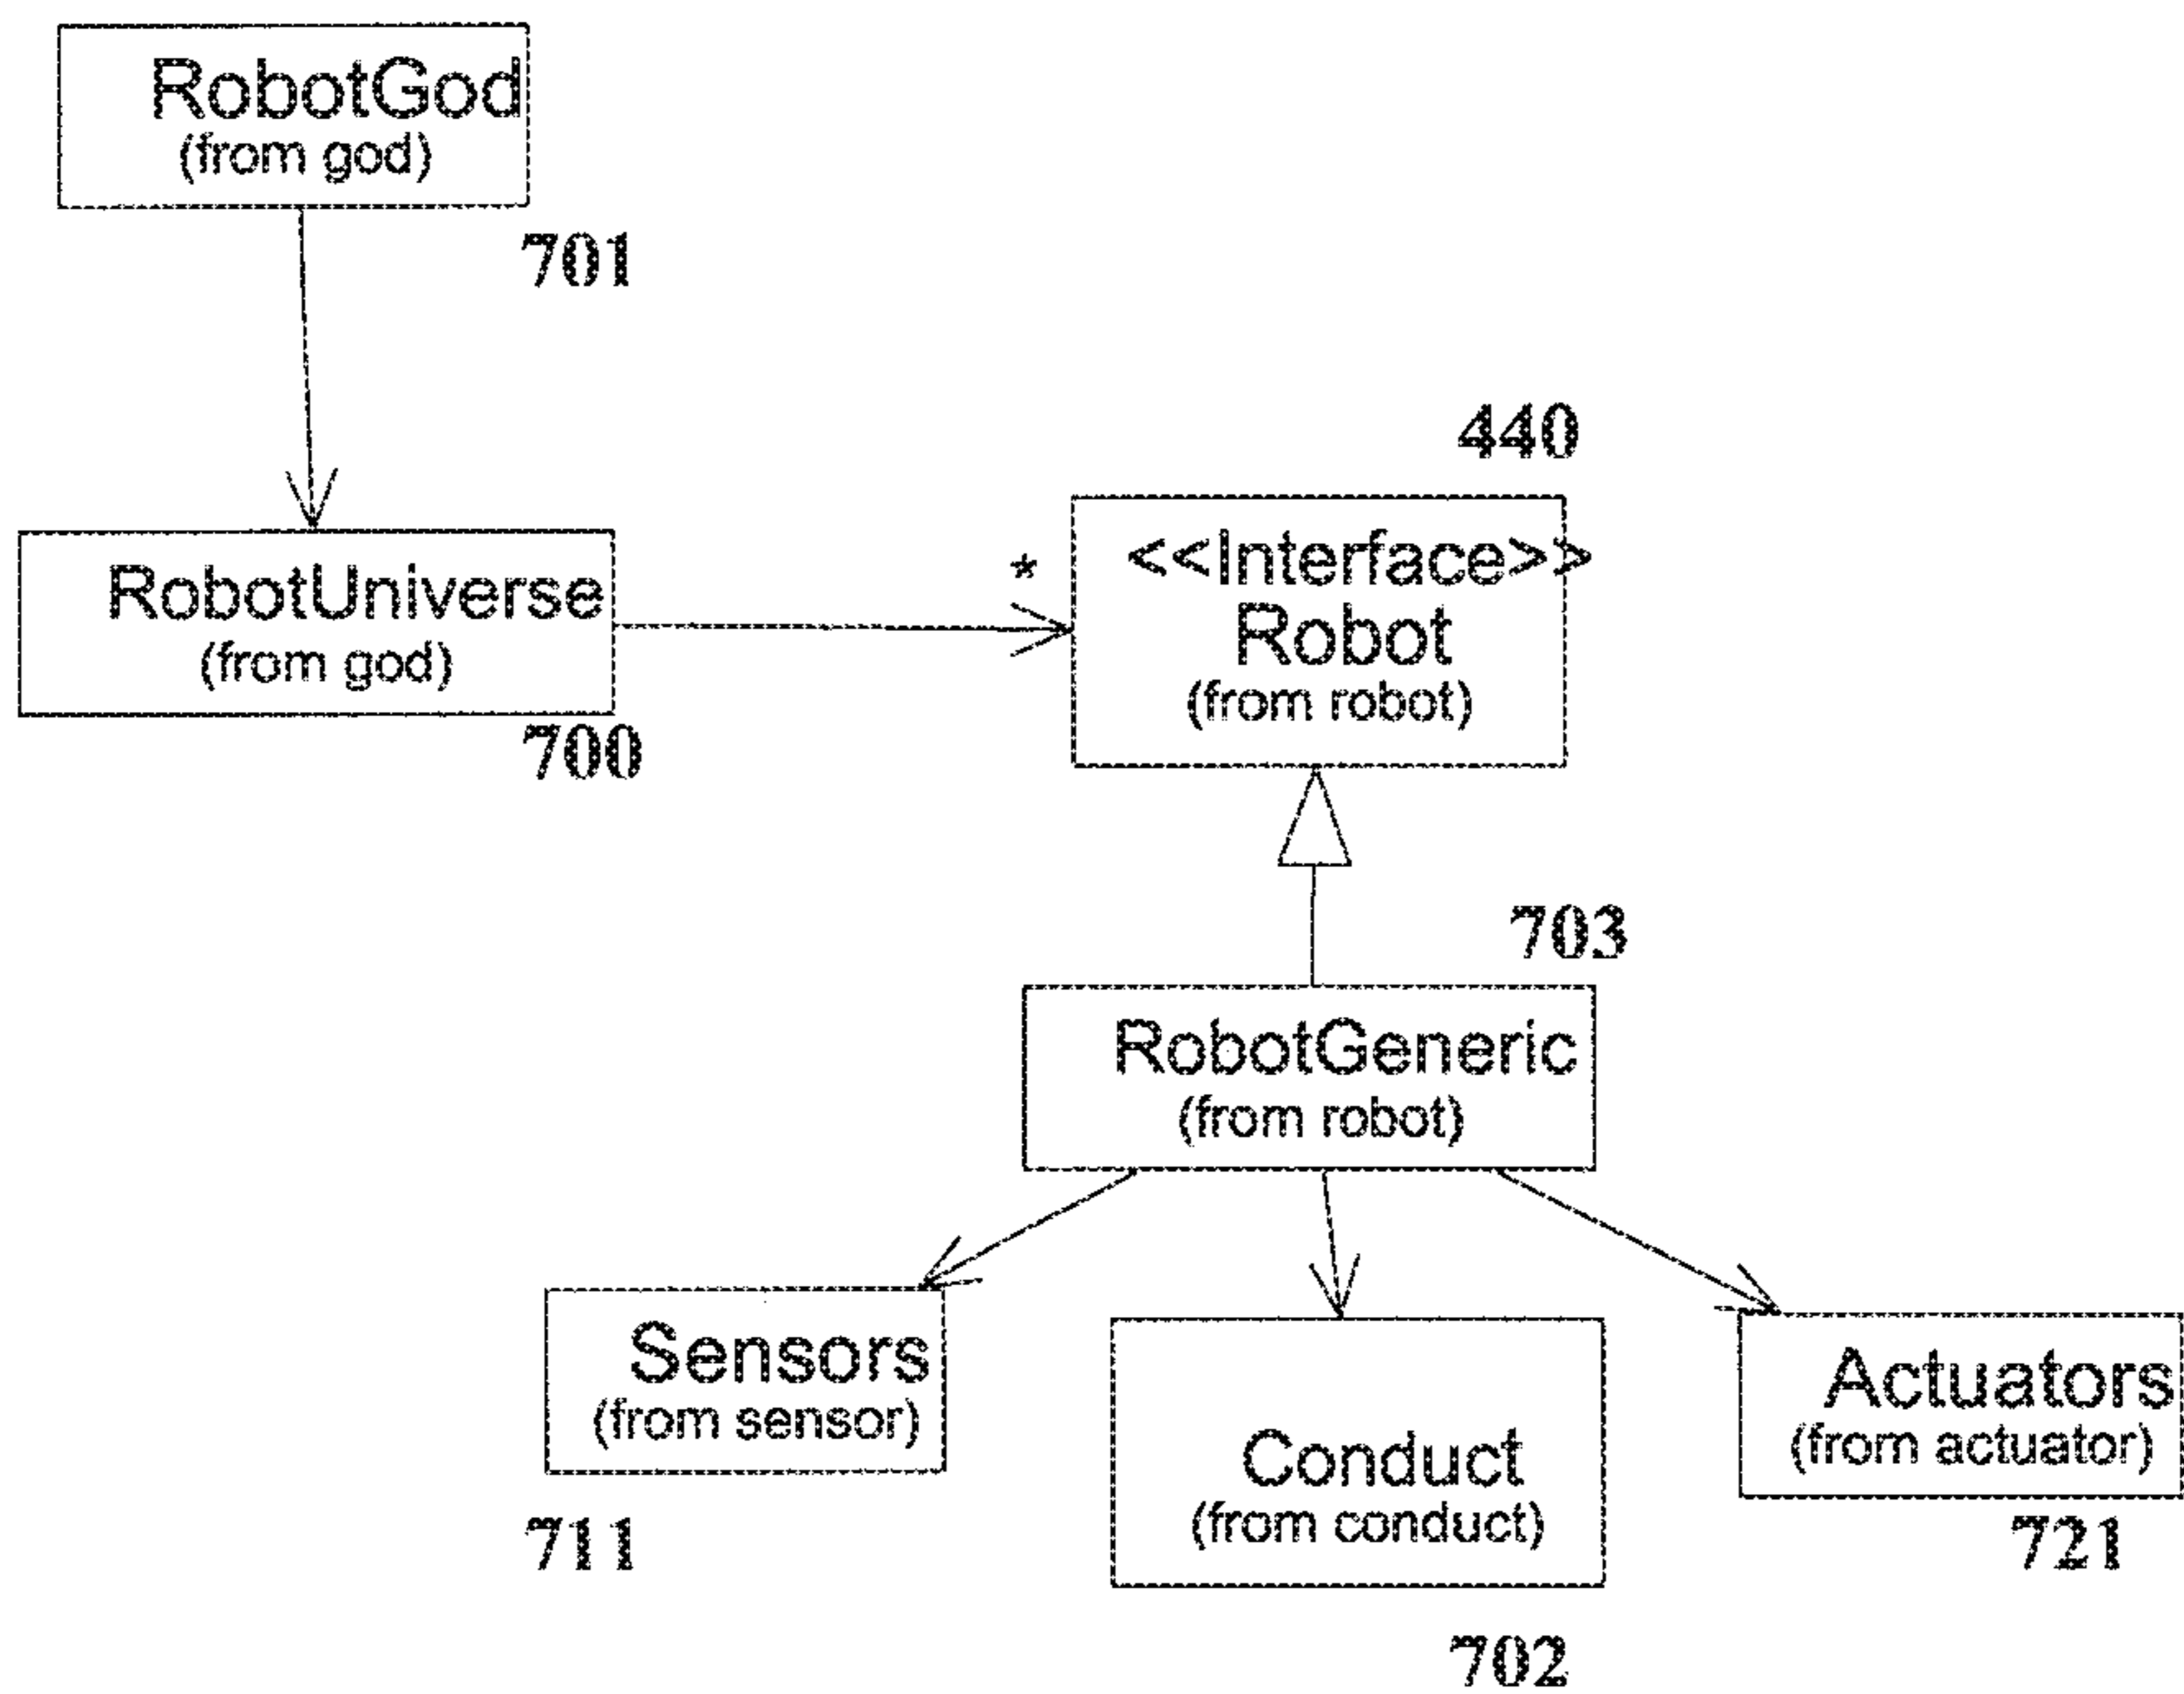 RobotGod
(from god)
701
440
RobotUniverse
(from god)
700
*
<<Interface>>
Robot
(from robot)
703
RobotGeneric
(from robot)
Sensors
(from sensor)
711
Conduct
(from conduct)
702
Actuators
(from actuator)
721